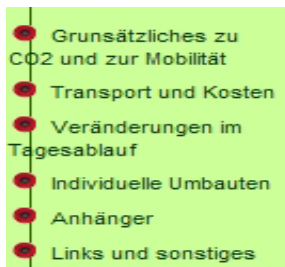 Grunsätzliches zu
CO2 und zur Mobilität
Transport und Kosten
Veränderungen im
Tagesablauf
Individuelle Umbauten
Anhänger
Links und sonstiges